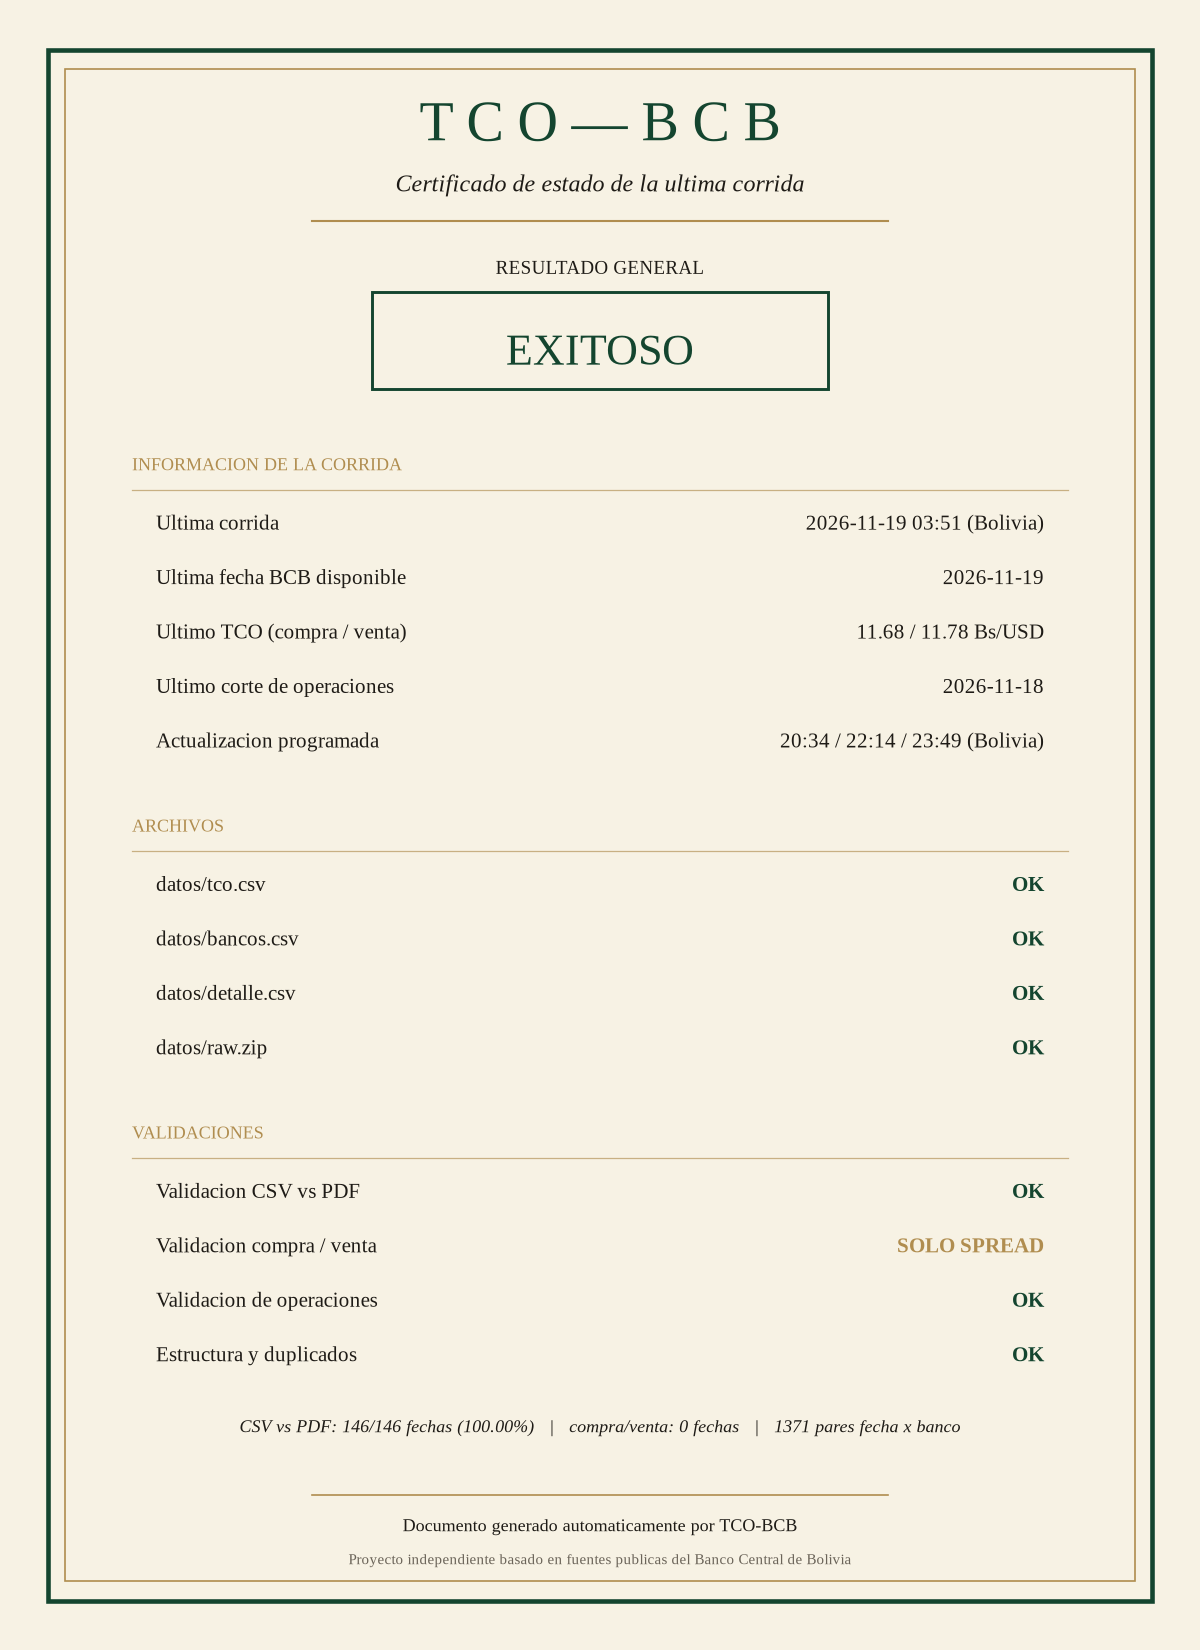 TCO—BCB
Certificado de estado de la ultima corrida
RESULTADO GENERAL
EXITOSO
INFORMACION DE LA CORRIDA
Ultima corrida 2026-11-19 03:51 (Bolivia)
Ultima fecha BCB disponible 2026-11-19
Ultimo TCO (compra / venta) 11.68 / 11.78 Bs/USD
Ultimo corte de operaciones 2026-11-18
Actualizacion programada 20:34 / 22:14 / 23:49 (Bolivia)
ARCHIVOS
datos/tco.csv OK
datos/bancos.csv OK
datos/detalle.csv OK
datos/raw.zip OK
VALIDACIONES
Validacion CSV vs PDF OK
Validacion compra / venta SOLO SPREAD
Validacion de operaciones OK
Estructura y duplicados OK
CSV vs PDF: 146/146 fechas (100.00%) | compra/venta: 0 fechas | 1371 pares fecha x banco
Documento generado automaticamente por TCO-BCB
Proyecto independiente basado en fuentes publicas del Banco Central de Bolivia